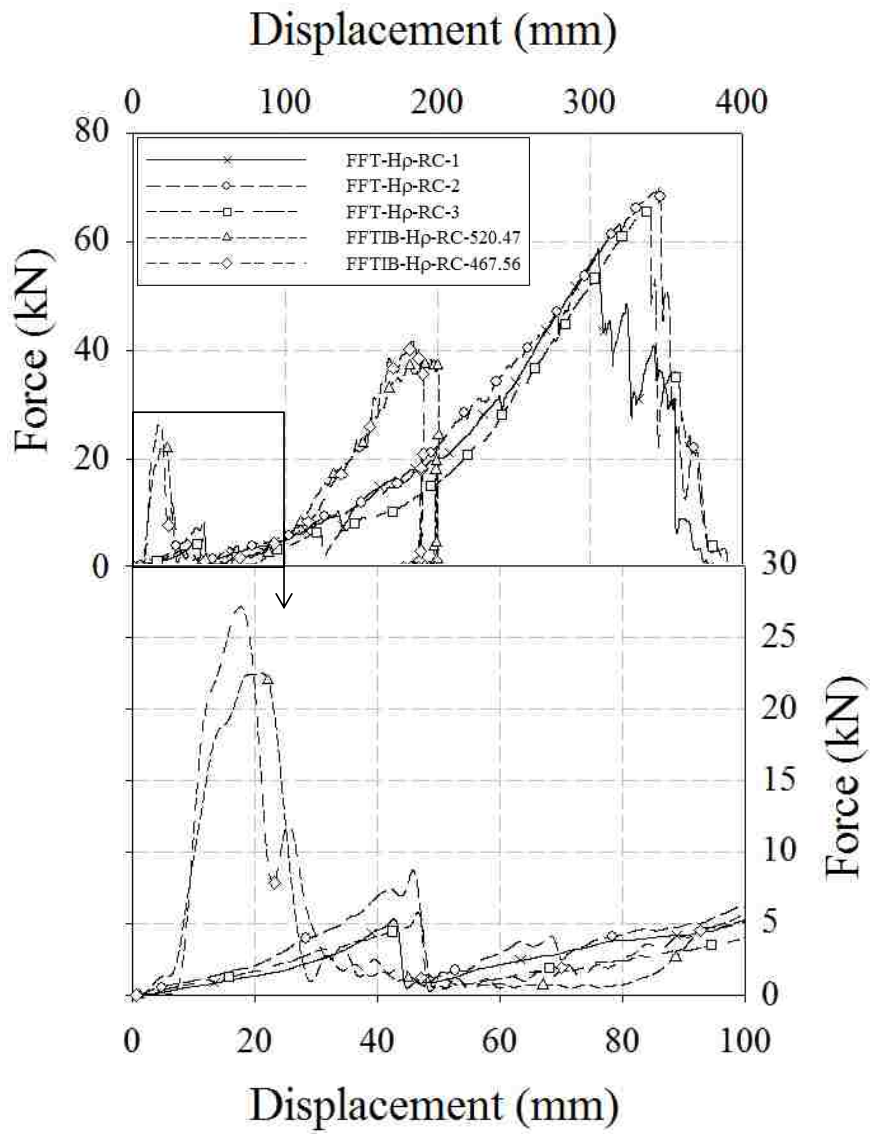 Displacement (mm)
0 100 200 300 400
80
60
40
20
0
Force (kN)
FFT-Hρ-RC-1
FFT-Hρ-RC-2
FFT-Hρ-RC-3
FFTIB-Hρ-RC-520.47
FFTIB-Hρ-RC-467.56
30
25
20
15
10
5
0
Force (kN)
0 20 40 60 80 100
Displacement (mm)